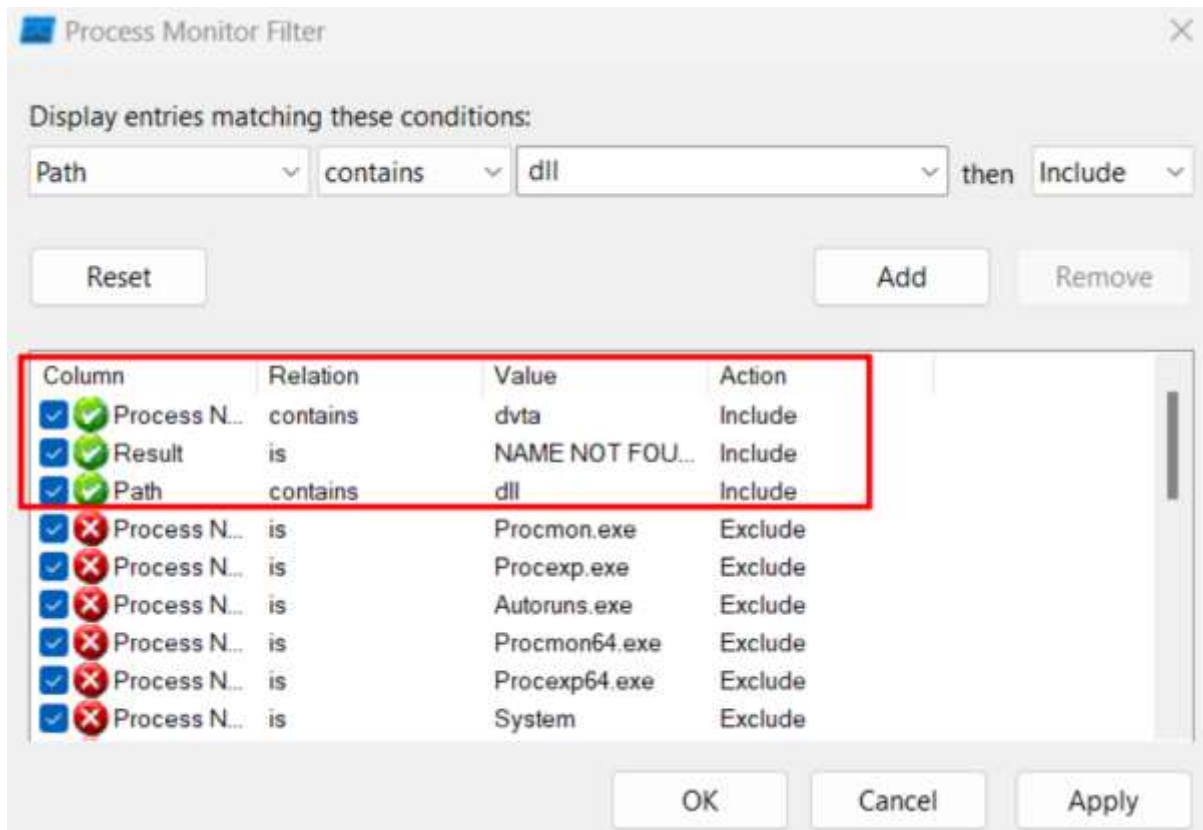 Process Monitor Filter
Display entries matching these conditions:
Path contains dll then Include
Reset Add Remove
Column Relation Value Action
Process N... contains dvta Include
Result is NAME NOT FOU... Include
Path contains dll Include
Process N... is Procmon.exe Exclude
Process N... is Procexp.exe Exclude
Process N... is Autoruns.exe Exclude
Process N... is Procmon64.exe Exclude
Process N... is Procexp64.exe Exclude
Process N... is System Exclude
OK Cancel Apply